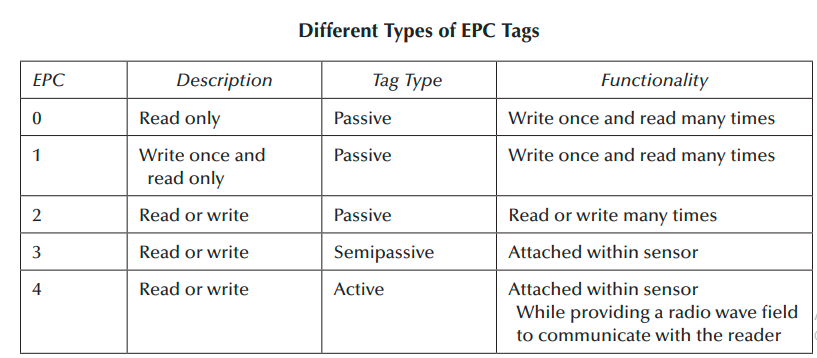 Different Types of EPC Tags
EPC Description Tag Type Functionality
0 Read only Passive Write once and read many times
1 Write once and Passive Write once and read many times
read only
2 Read or write Passive Read or write many times
3 Read or write Semipassive Attached within sensor
4 Read or write Active Attached within sensor
While providing a radio wave field
to communicate with the reader